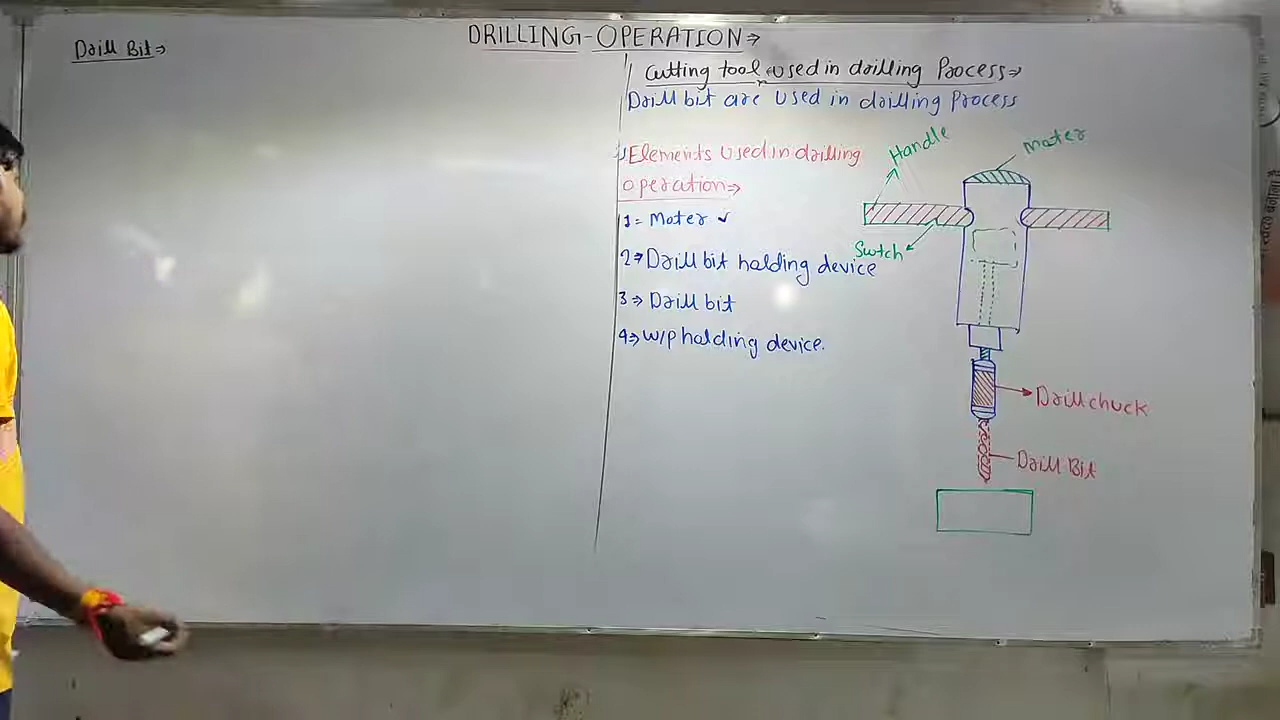 DRILLING-OPERATION⇒
Drill Bit⇒
Cutting tool used in drilling Process⇒
Drill bit are used in drilling Process
Elements Used in drilling
operation⇒
1= Moter ✓
2⇒ Drill bit holding device
3⇒ Drill bit
4⇒ W/P holding device.
Handle
moter
Swtch
Drill chuck
Drill Bit